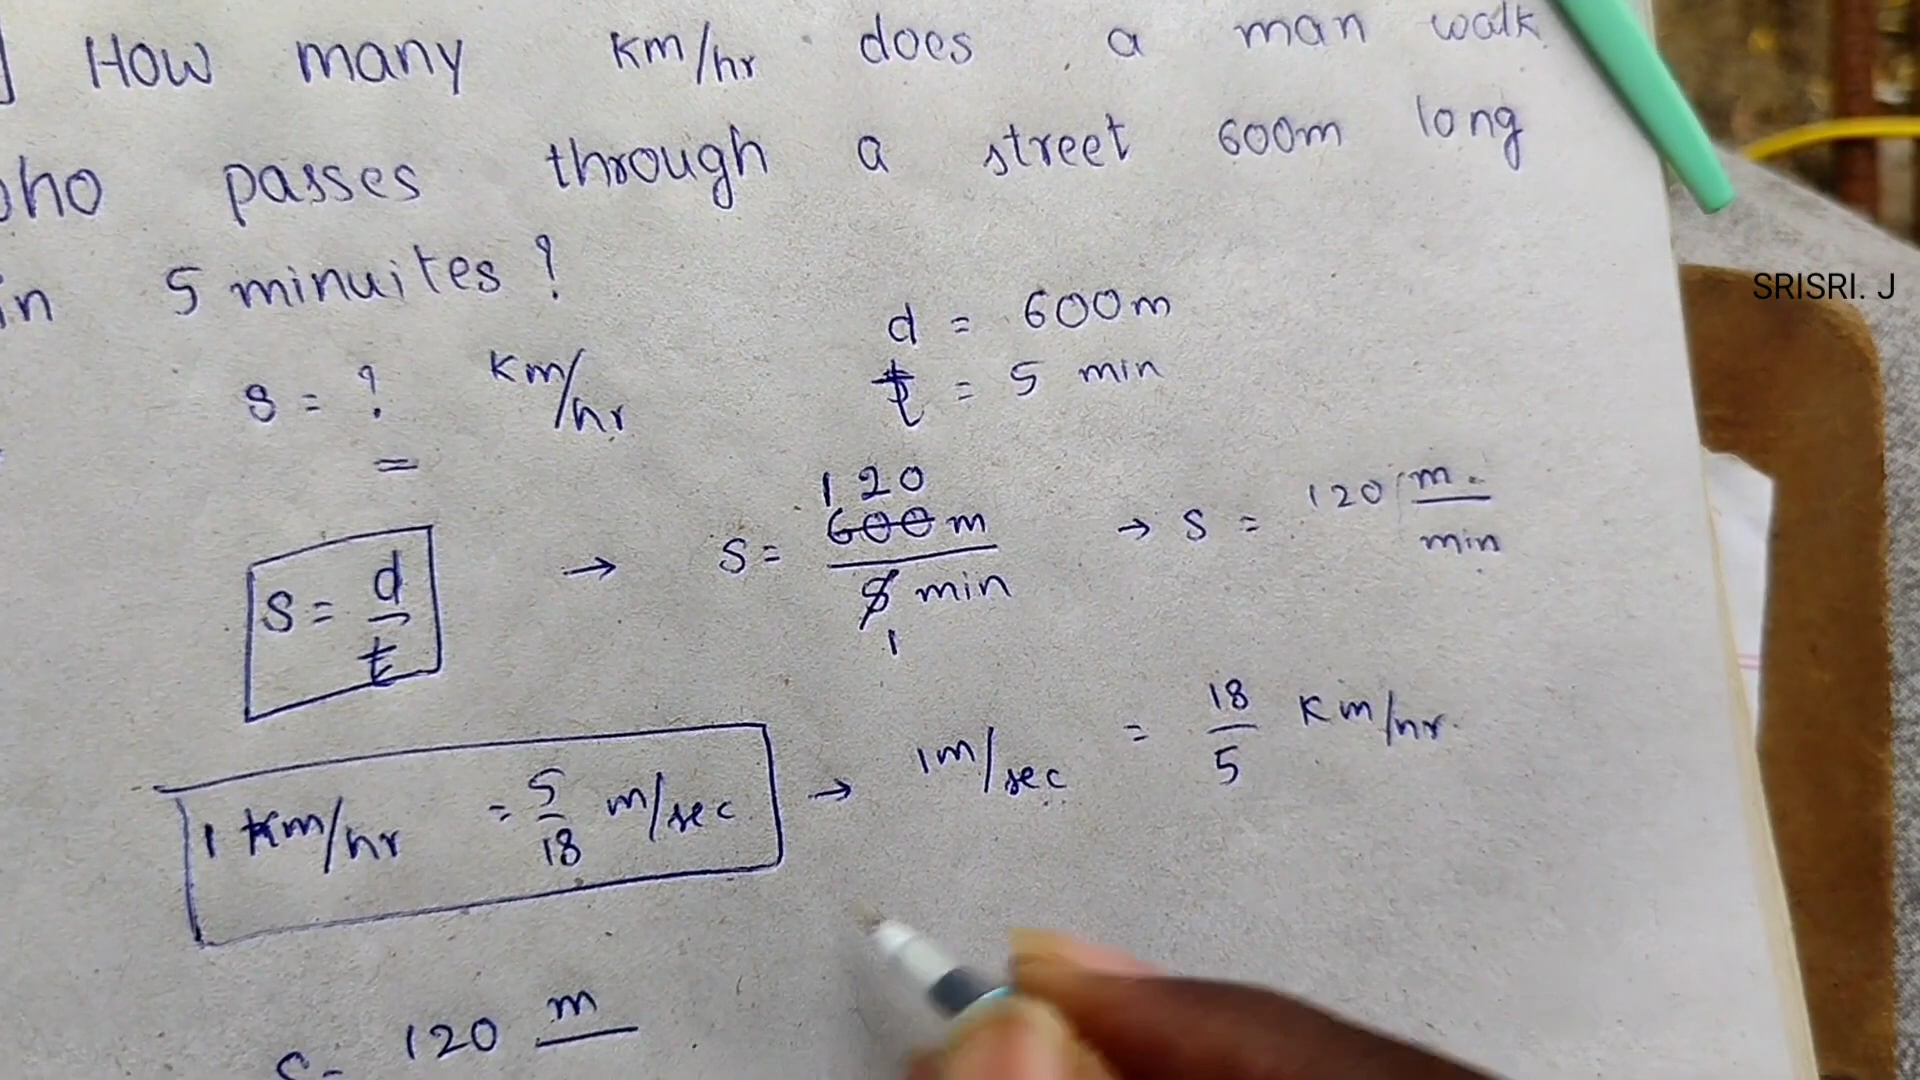 ] How many km/hr does a man walk
who passes through a street 600m long
in 5 minuites ?
d = 600m
s = ? km/hr
t = 5 min
SRISRI. J
s = d/t → s = 600m/5 min 120 1 → s = 120 m/min
1 km/hr = 5/18 m/sec → 1m/sec = 18/5 km/hr.
s = 120 m